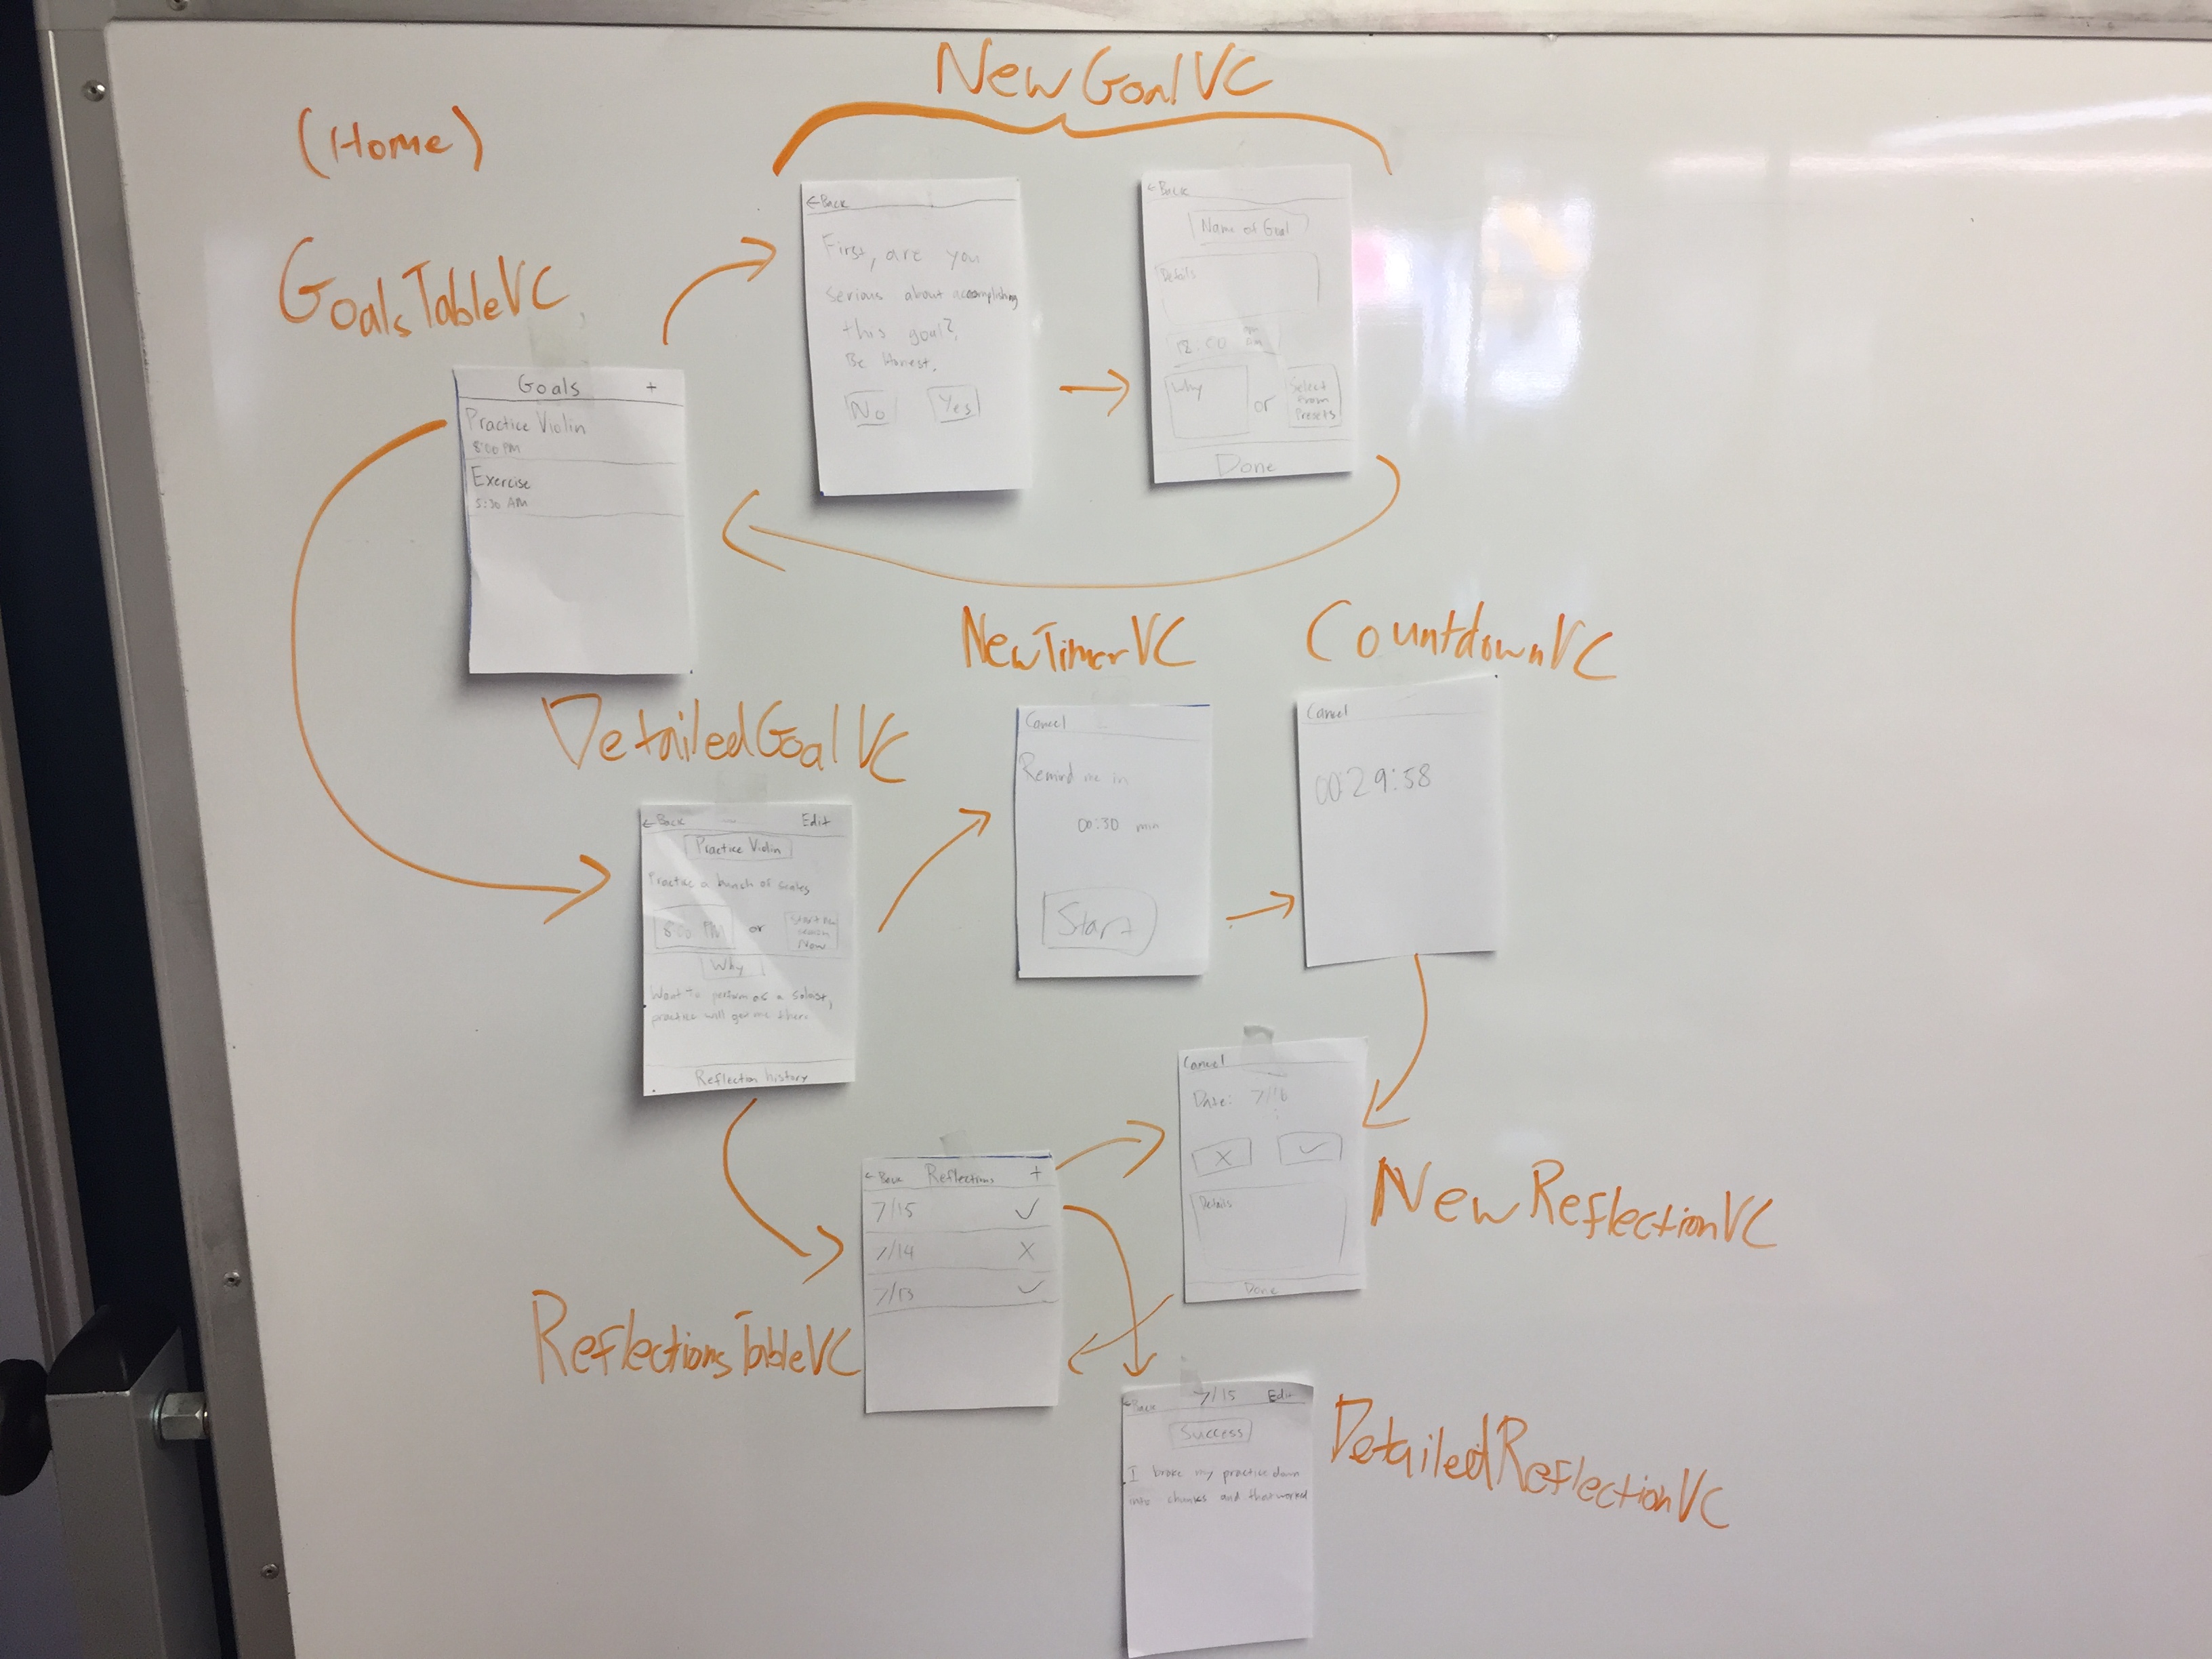 (Home)
GoalsTableVC
Goals +
Practice Violin
8:00 PM
Exercise
5:30 AM
NewGoalVC
← Back
First, are you
serious about accomplishing
this goal?
Be Honest.
No Yes
← Back
Name of Goal
Details
12:00 pm
am
Why or Select
From
Presets
Done
DetailedGoalVC
← Back Edit
Practice Violin
Practice a bunch of scales
8:00 PM or
Now
Why
Want to perform as a soloist,
practice will get me there
Reflection history
NewTimerVC
Cancel
Remind me in
00:30 min
Start
CountdownVC
Cancel
00:29:58
ReflectionsTableVC
← Back Reflections +
7/15 ✓
7/14 X
7/13 ✓
NewReflectionVC
Cancel
Date: 7/16
X ✓
Details
Done
DetailedReflectionVC
← Back 7/15 Edit
Success
I broke my practice down
into chunks and that worked